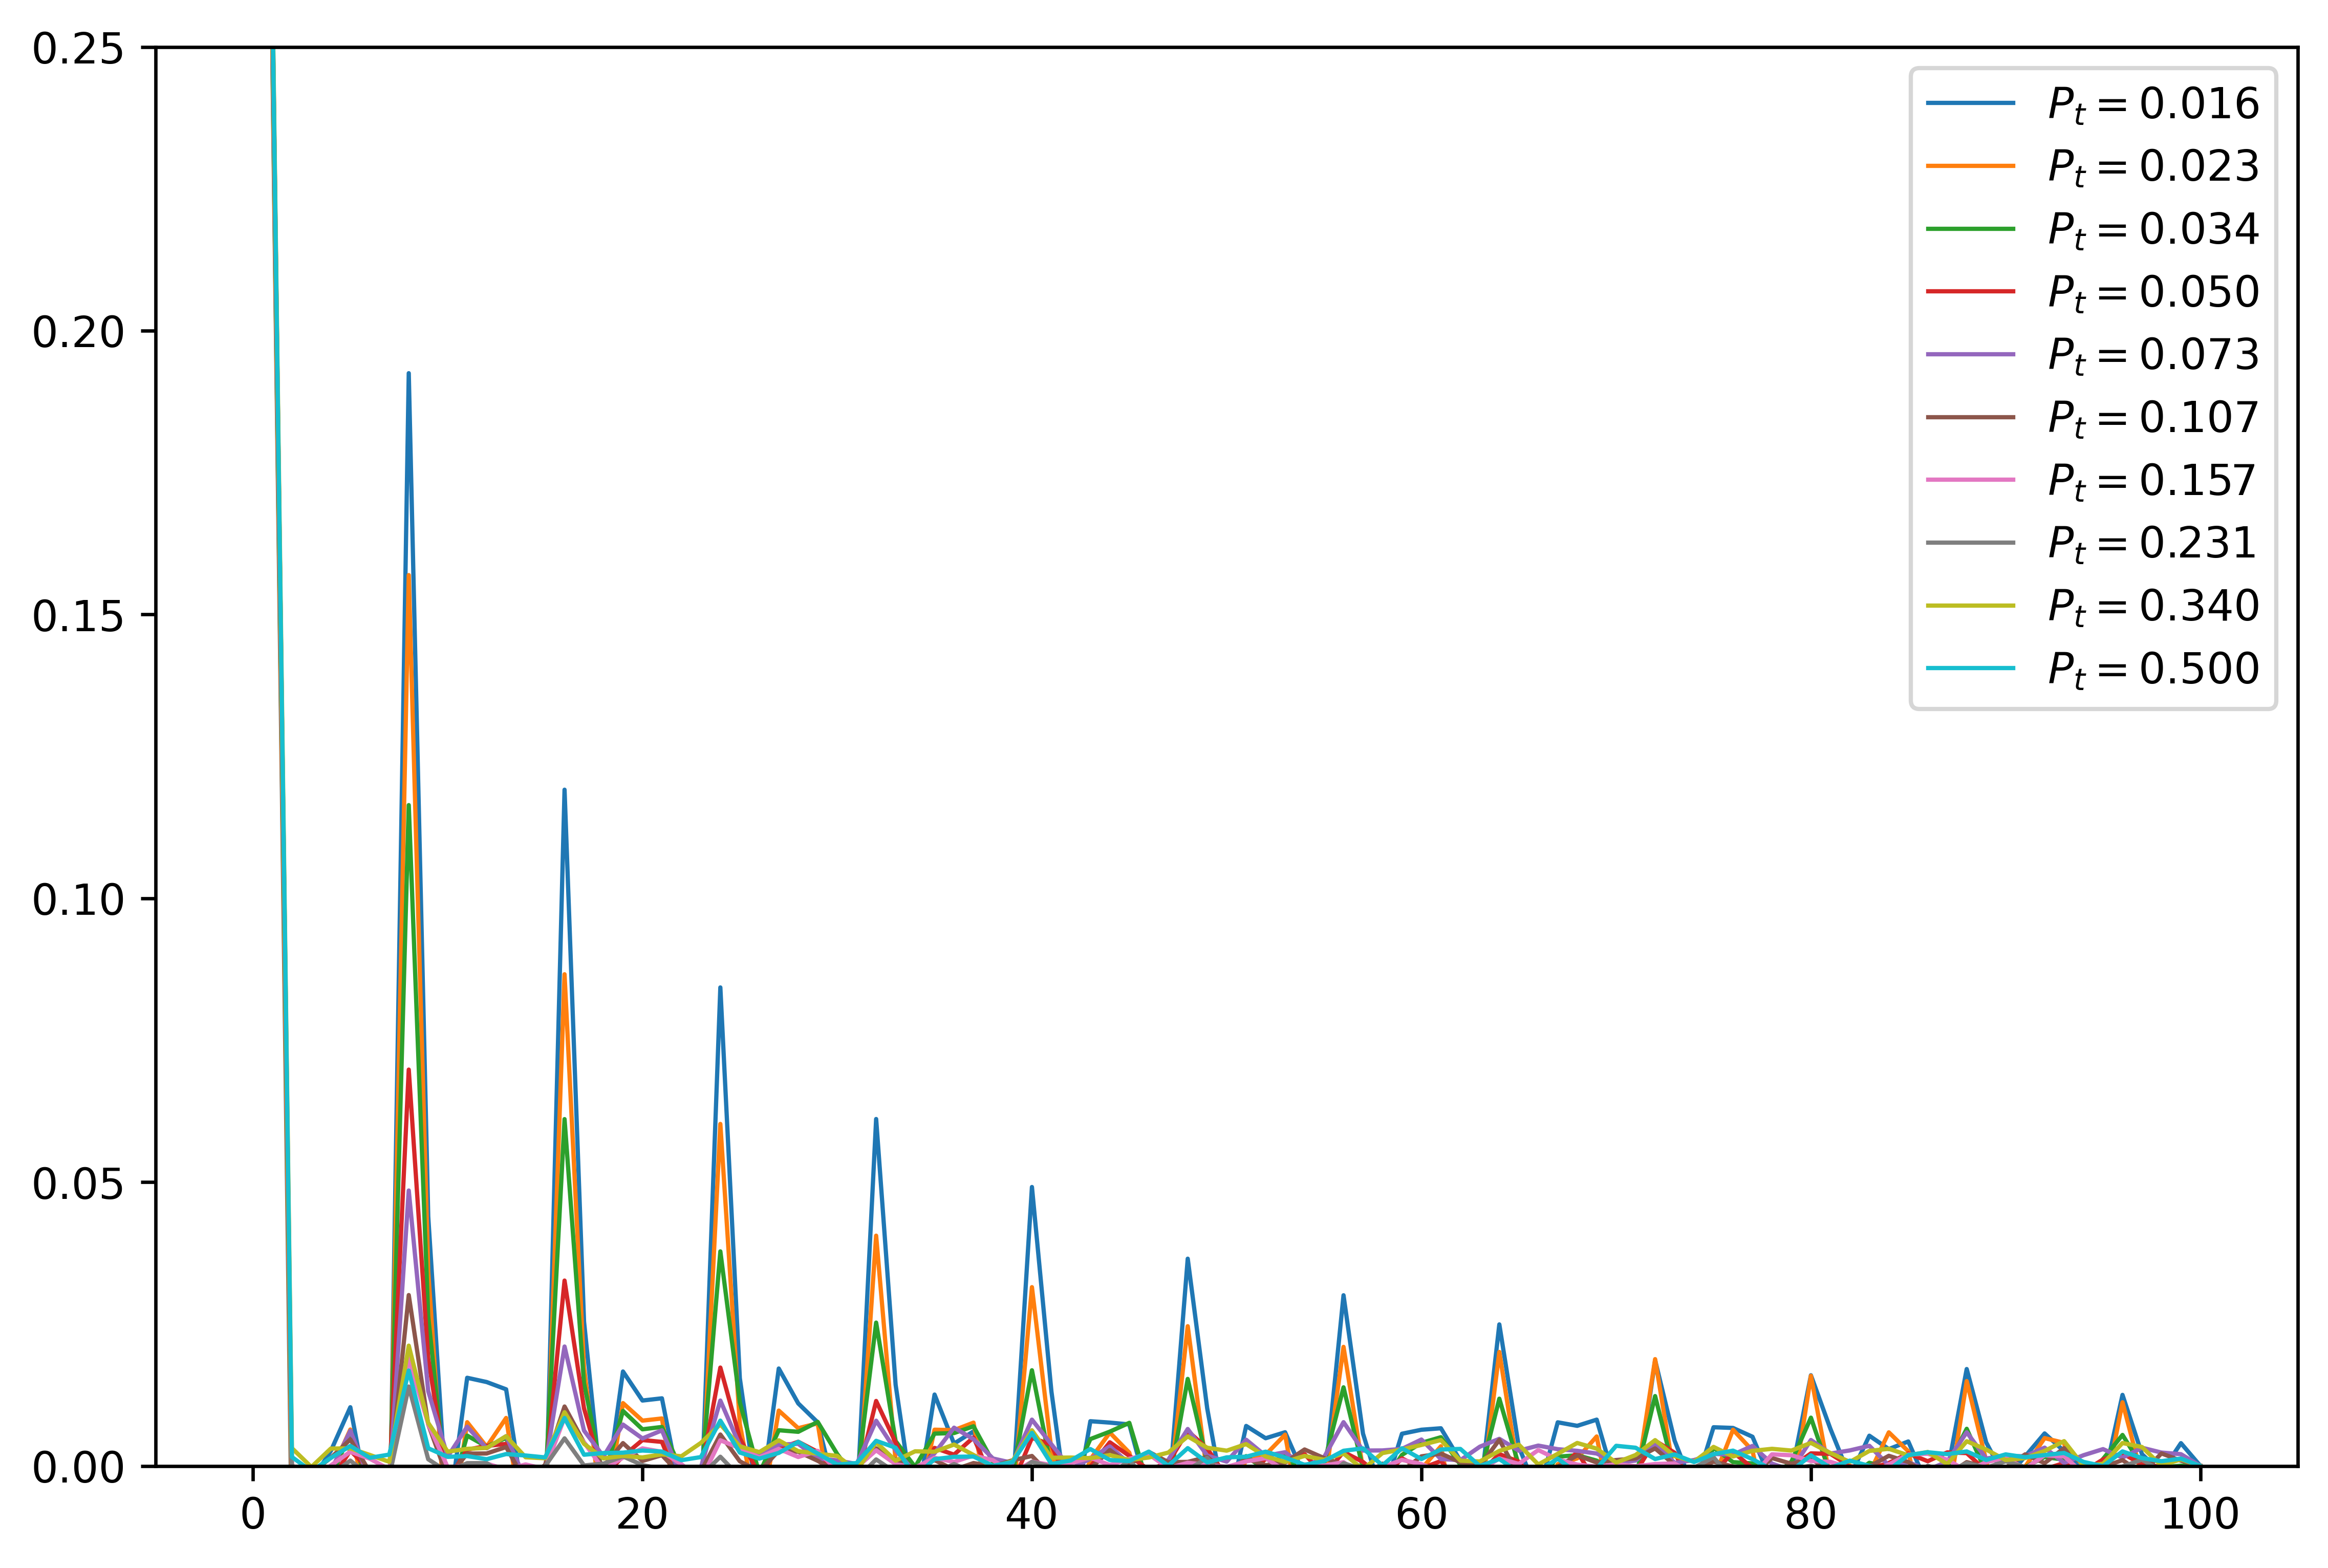 0.25
0.20
0.15
0.10
0.05
0.00
0 20 40 60 80 100
P_t = 0.016
P_t = 0.023
P_t = 0.034
P_t = 0.050
P_t = 0.073
P_t = 0.107
P_t = 0.157
P_t = 0.231
P_t = 0.340
P_t = 0.500